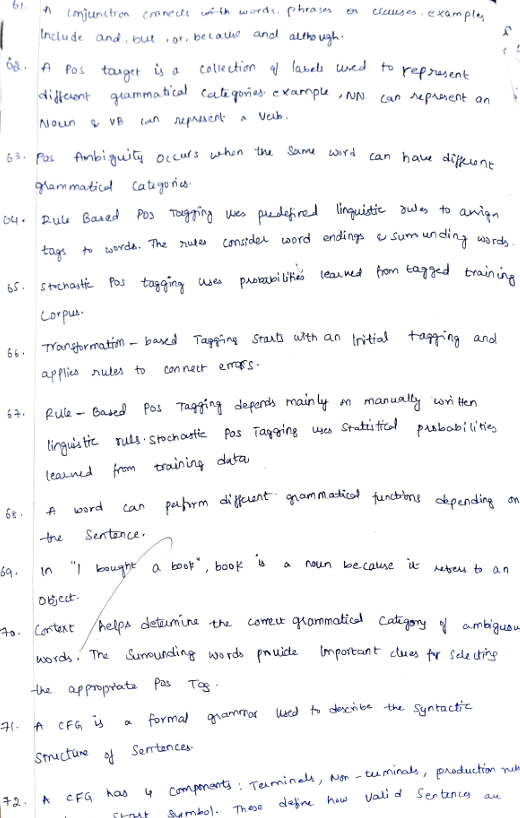 61. A conjunction connects with words. phrases or clauses. example,
Include and, but, or, because and although.
62. A Pos target is a collection of labels used to represent
different grammatical categories. example, NN can represent an
Noun & VB can represent a Verb.
63. Pos Ambiguity occurs when the same word can have different
grammatical categories.
64. Rule Based Pos Tagging uses predefined linguistic rules to assign
tags to words. The rules consider word endings & surrounding words.
65. Stochastic Pos tagging uses probabilities learned from tagged training
Corpus.
66. Transformation - based Tagging starts with an Initial tagging and
applies rules to connect errors.
67. Rule - Based Pos Tagging depends mainly on manually written
linguistic ruls. stochastic Pos Tagging uses Statistical probabilities
learned from training data
68. A word can perform different grammatical functions depending on
the Sentence.
69. In "I bought a book", book is a noun because it refers to an
Object.
70. Context helps determine the correct grammatical category of ambiguou
words. The Surrounding words provide Important clues for selecting
the appropriate Pos Tag.
71. A CFG is a formal grammar used to describe the syntactic
structure of Sentences.
72. A CFG has 4 Components: Terminals, Non - terminals, production rule
Start Symbol. These define how valid Sentences are